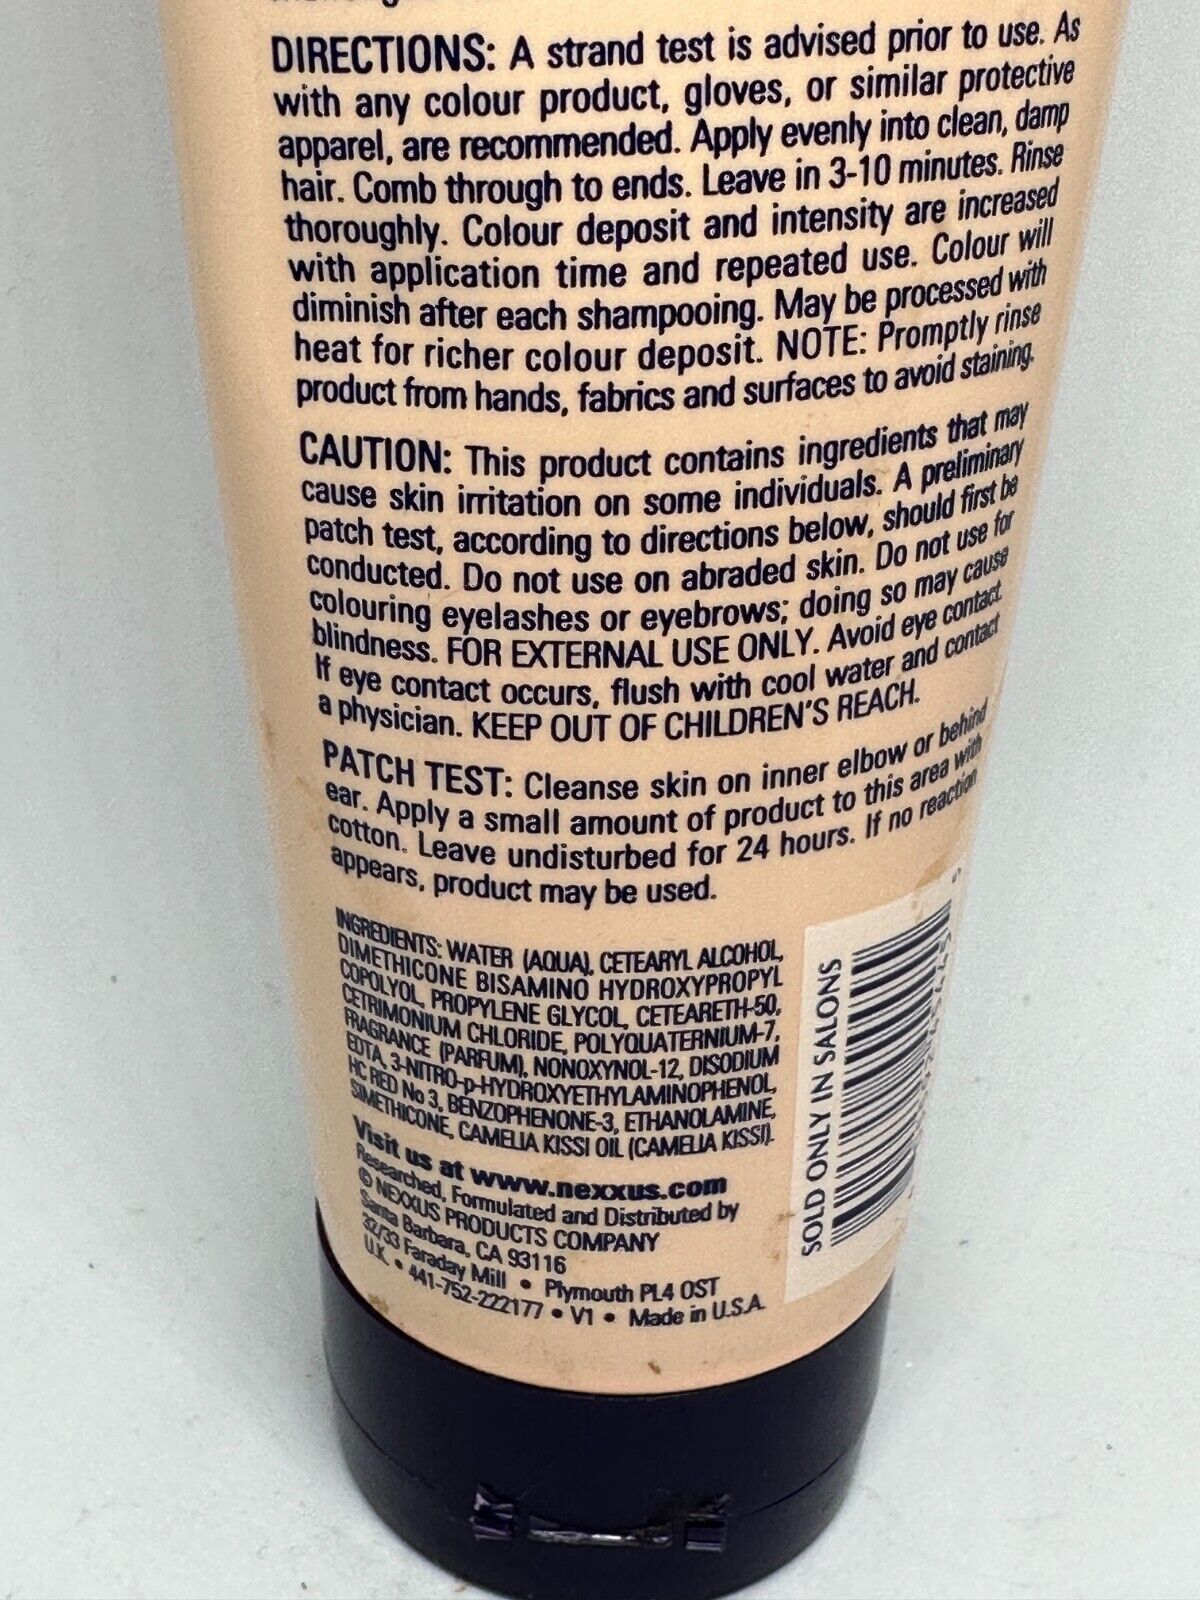 DIRECTIONS: A strand test is advised prior to use. As
with any colour product, gloves, or similar protective
apparel, are recommended. Apply evenly into clean, damp
hair. Comb through to ends. Leave in 3-10 minutes. Rinse
thoroughly. Colour deposit and intensity are increased
with application time and repeated use. Colour will
diminish after each shampooing. May be processed with
heat for richer colour deposit. NOTE: Promptly rinse
product from hands, fabrics and surfaces to avoid staining.
CAUTION: This product contains ingredients that may
cause skin irritation on some individuals. A preliminary
patch test, according to directions below, should first be
conducted. Do not use on abraded skin. Do not use for
colouring eyelashes or eyebrows; doing so may cause
blindness. FOR EXTERNAL USE ONLY. Avoid eye contact.
If eye contact occurs, flush with cool water and contact
a physician. KEEP OUT OF CHILDREN'S REACH.
PATCH TEST: Cleanse skin on inner elbow or behind
ear. Apply a small amount of product to this area with
cotton. Leave undisturbed for 24 hours. If no reaction
appears, product may be used.
INGREDIENTS: WATER (AQUA), CETEARYL ALCOHOL,
DIMETHICONE BISAMINO HYDROXYPROPYL
COPOLYOL, PROPYLENE GLYCOL, CETEARETH-50,
CETRIMONIUM CHLORIDE, POLYQUATERNIUM-7,
FRAGRANCE (PARFUM), NONOXYNOL-12, DISODIUM
EDTA, 3-NITRO-p-HYDROXYETHYLAMINOPHENOL,
HC RED No 3, BENZOPHENONE-3, ETHANOLAMINE,
SIMETHICONE, CAMELIA KISSI OIL (CAMELIA KISSI).
Visit us at www.nexxus.com
Researched, Formulated and Distributed by
© NEXXUS PRODUCTS COMPANY
Santa Barbara, CA 93116
32/33 Faraday Mill • Plymouth PL4 0ST
U.K. • 441-752-222177 • V1 • Made in U.S.A.
SOLD ONLY IN SALONS